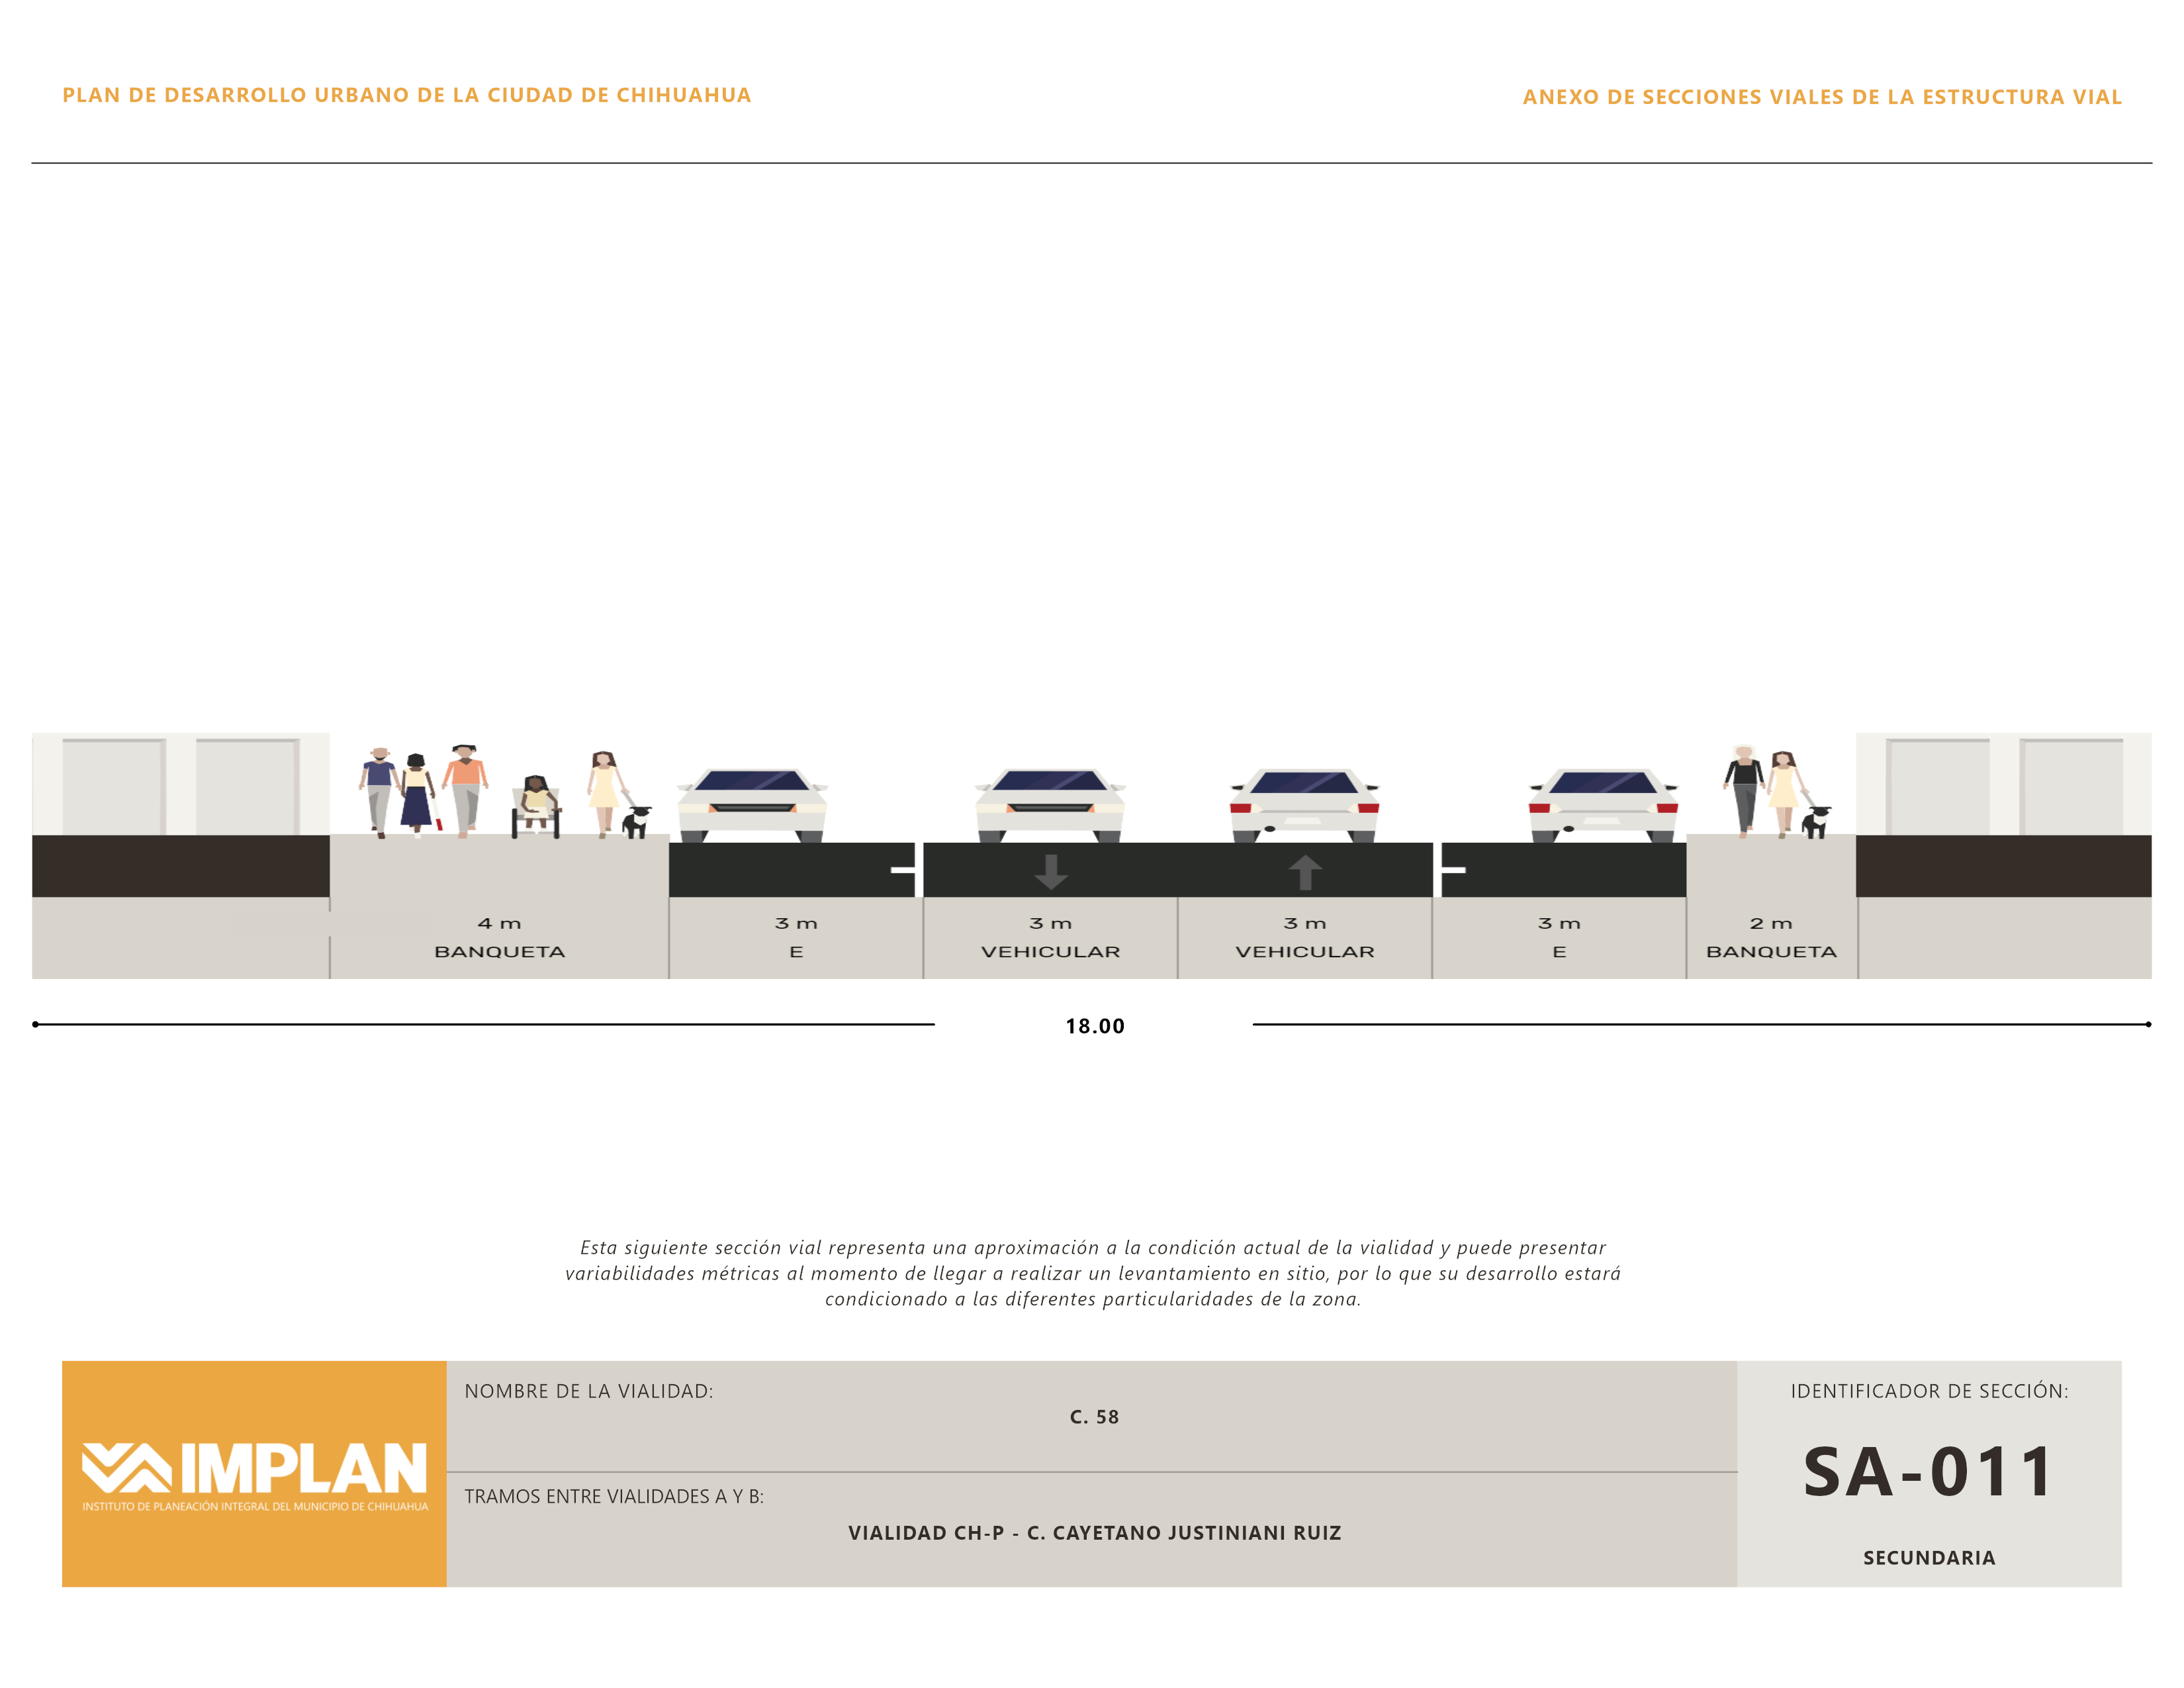 PLAN DE DESARROLLO URBANO DE LA CIUDAD DE CHIHUAHUA
ANEXO DE SECCIONES VIALES DE LA ESTRUCTURA VIAL
4 m
BANQUETA
3 m
E
3 m
VEHICULAR
3 m
VEHICULAR
3 m
E
2 m
BANQUETA
18.00
Esta siguiente sección vial representa una aproximación a la condición actual de la vialidad y puede presentar
variabilidades métricas al momento de llegar a realizar un levantamiento en sitio, por lo que su desarrollo estará
condicionado a las diferentes particularidades de la zona.
IMPLAN
INSTITUTO DE PLANEACIÓN INTEGRAL DEL MUNICIPIO DE CHIHUAHUA
NOMBRE DE LA VIALIDAD:
C. 58
TRAMOS ENTRE VIALIDADES A Y B:
VIALIDAD CH-P - C. CAYETANO JUSTINIANI RUIZ
IDENTIFICADOR DE SECCIÓN:
SA-011
SECUNDARIA